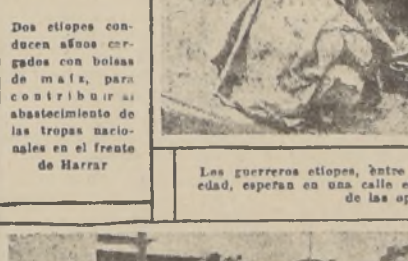 Dos etíopes con-
ducen asnos car-
gados con bolsas
de maíz, para
contribuir al
abastecimiento de
las tropas nacio-
nales en el frente
de Harrar
Los guerreros etíopes, entre
edad, esperan en una calle
de las